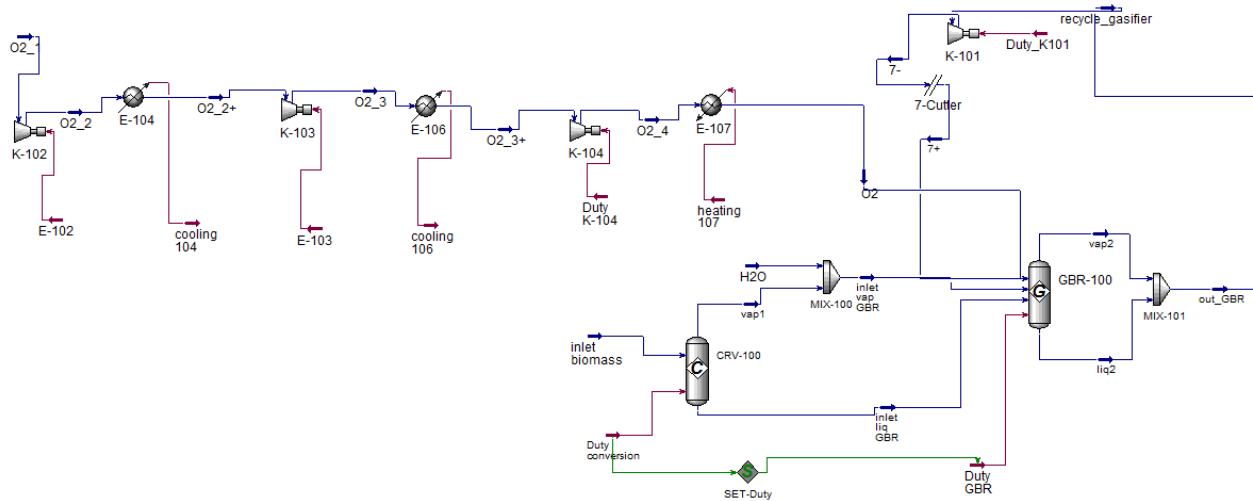 recycle_gasifier
O2_1
K-101
Duty_K101
7-
7-Cutter
E-104
O2_2
O2_2+
K-102
K-103
O2_3
E-106
O2_3+
K-104
O2_4
E-107
7+
O2
E-102
cooling
104
E-103
cooling
106
Duty
K-104
heating
107
H2O
MIX-100
inlet
vap
GBR
vap1
vap2
G
GBR-100
MIX-101
out_GBR
inlet
biomass
C
CRV-100
liq2
inlet
liq
GBR
Duty
conversion
S
SET-Duty
Duty
GBR